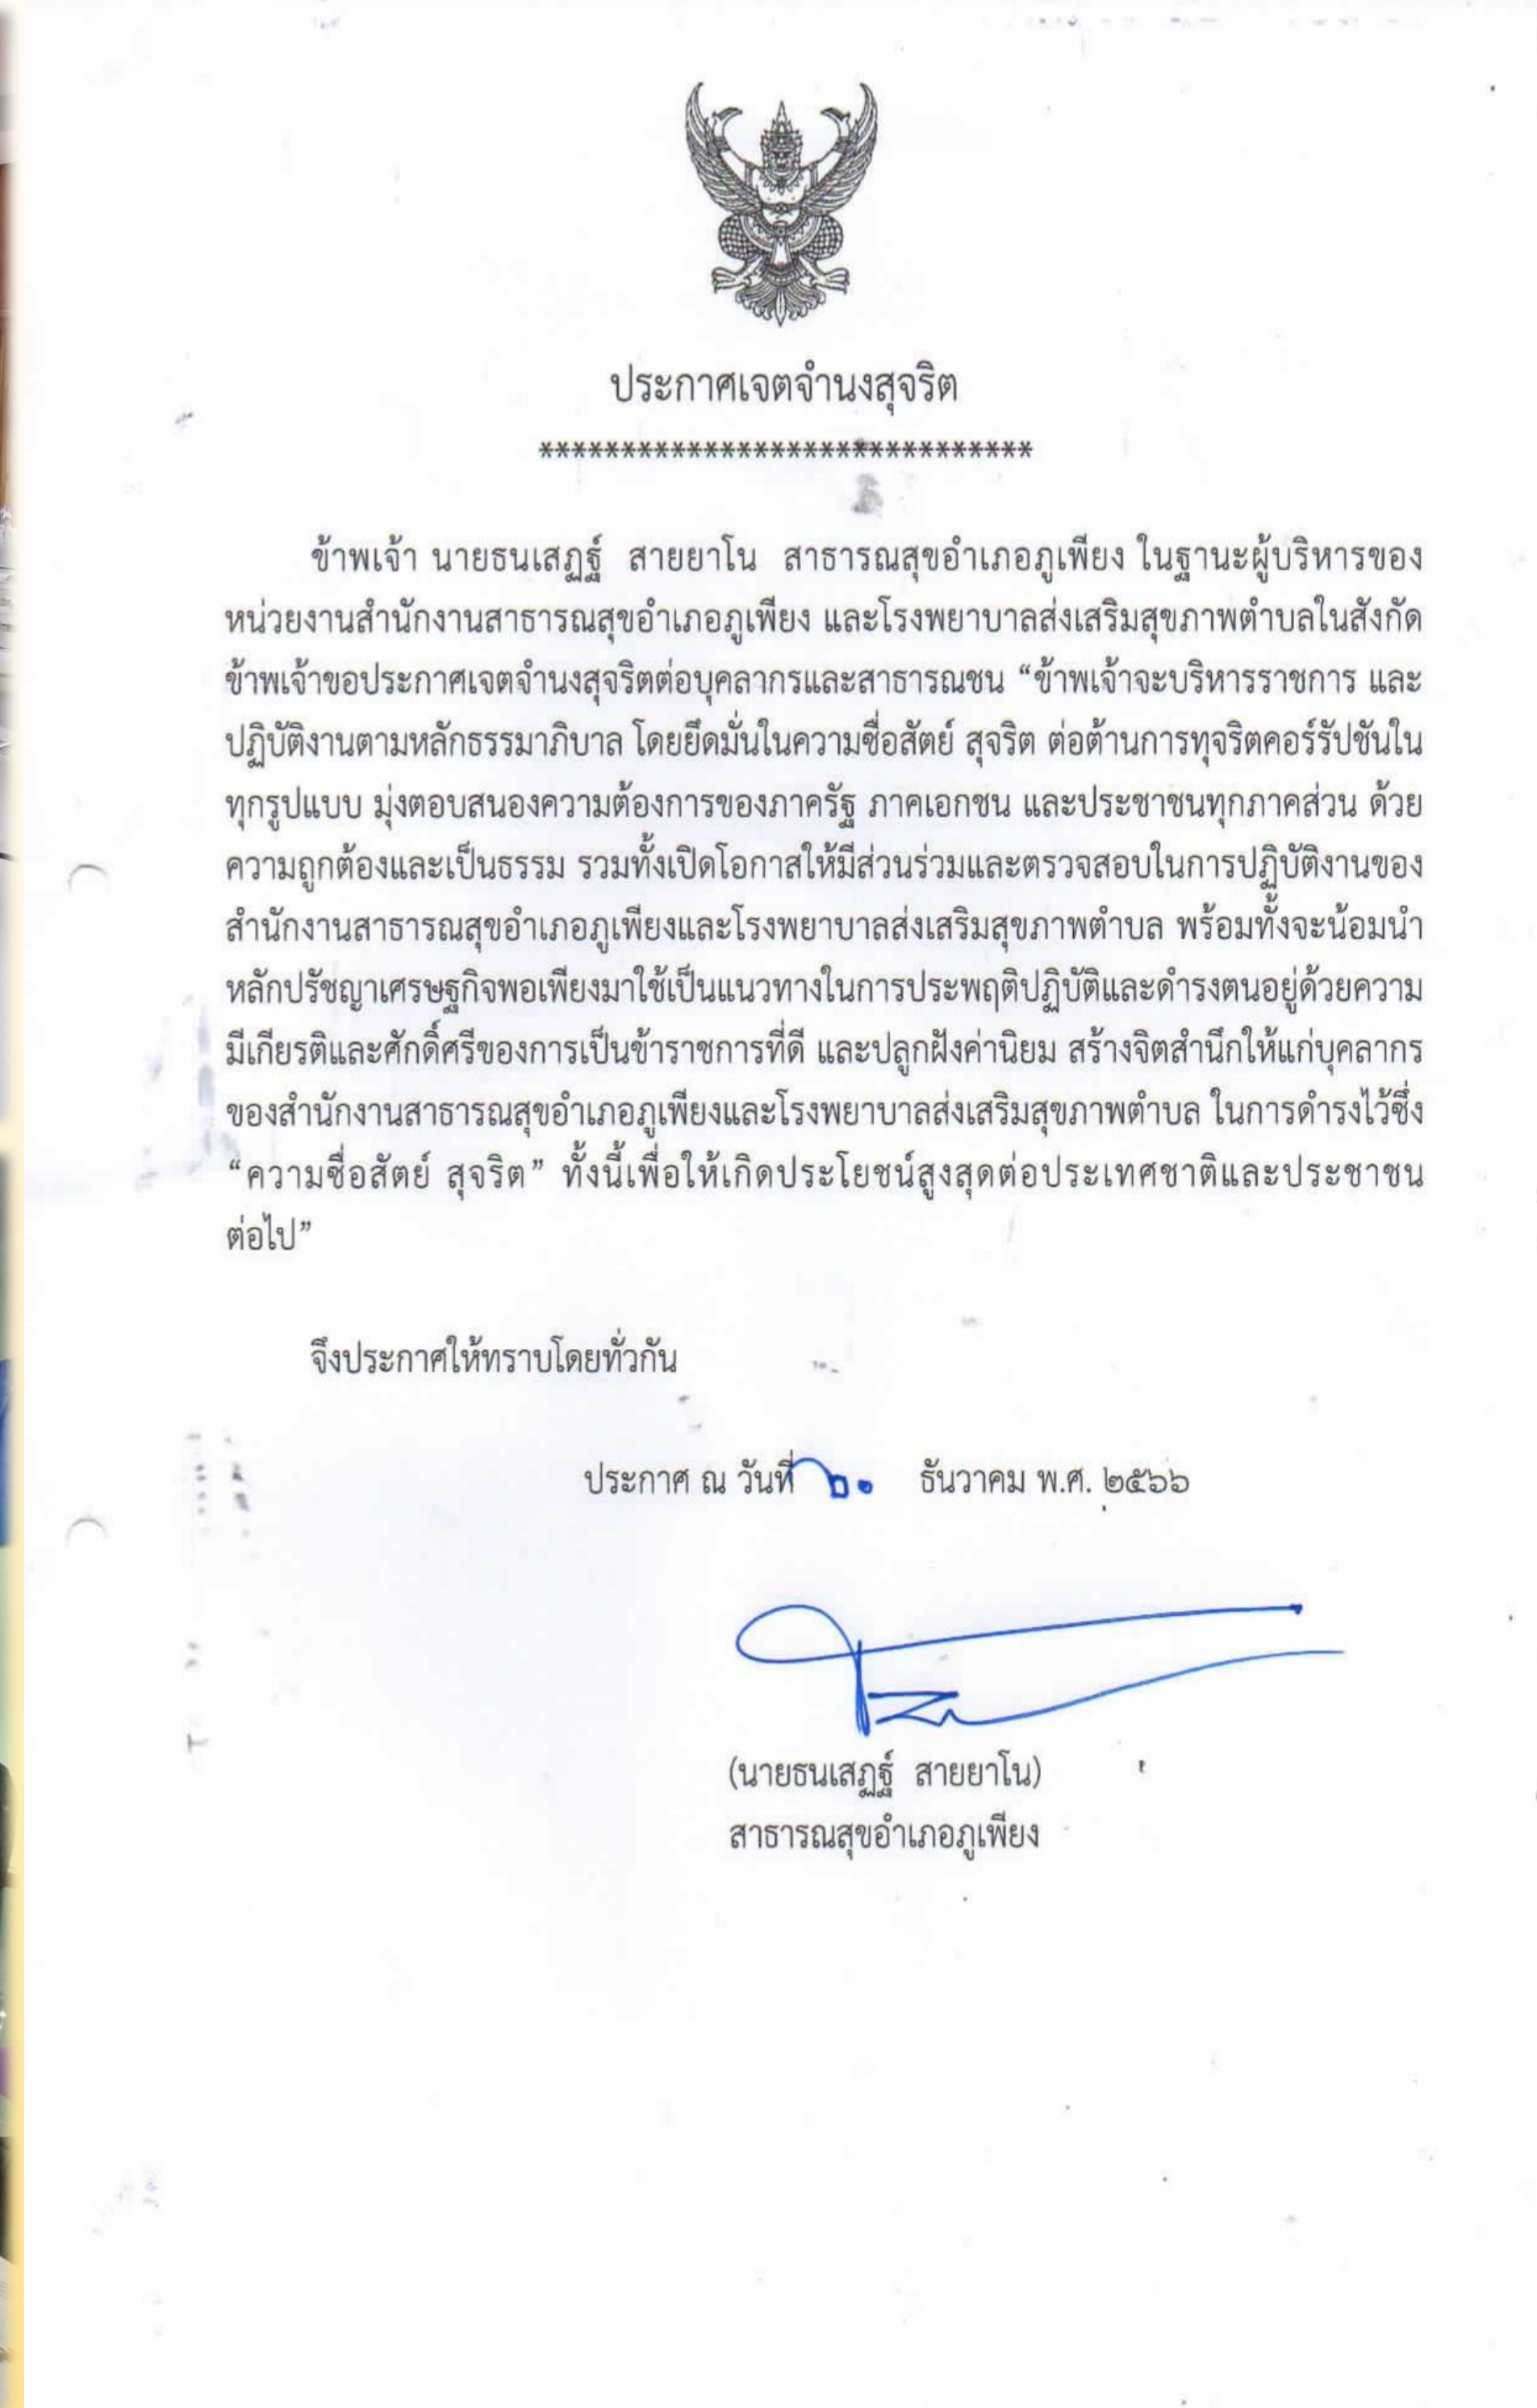 ประกาศเจตจำนงสุจริต
******************************
ข้าพเจ้า นายธนเสฏฐ์ สายยาโน สาธารณสุขอำเภอภูเพียง ในฐานะผู้บริหารของ
หน่วยงานสำนักงานสาธารณสุขอำเภอภูเพียง และโรงพยาบาลส่งเสริมสุขภาพตำบลในสังกัด
ข้าพเจ้าขอประกาศเจตจำนงสุจริตต่อบุคลากรและสาธารณชน “ข้าพเจ้าจะบริหารราชการ และ
ปฏิบัติงานตามหลักธรรมาภิบาล โดยยึดมั่นในความซื่อสัตย์ สุจริต ต่อต้านการทุจริตคอร์รัปชันใน
ทุกรูปแบบ มุ่งตอบสนองความต้องการของภาครัฐ ภาคเอกชน และประชาชนทุกภาคส่วน ด้วย
ความถูกต้องและเป็นธรรม รวมทั้งเปิดโอกาสให้มีส่วนร่วมและตรวจสอบในการปฏิบัติงานของ
สำนักงานสาธารณสุขอำเภอภูเพียงและโรงพยาบาลส่งเสริมสุขภาพตำบล พร้อมทั้งจะน้อมนำ
หลักปรัชญาเศรษฐกิจพอเพียงมาใช้เป็นแนวทางในการประพฤติปฏิบัติและดำรงตนอยู่ด้วยความ
มีเกียรติและศักดิ์ศรีของการเป็นข้าราชการที่ดี และปลูกฝังค่านิยม สร้างจิตสำนึกให้แก่บุคลากร
ของสำนักงานสาธารณสุขอำเภอภูเพียงและโรงพยาบาลส่งเสริมสุขภาพตำบล ในการดำรงไว้ซึ่ง
“ความซื่อสัตย์ สุจริต” ทั้งนี้เพื่อให้เกิดประโยชน์สูงสุดต่อประเทศชาติและประชาชน
ต่อไป”
จึงประกาศให้ทราบโดยทั่วกัน
ประกาศ ณ วันที่ ๒๐ ธันวาคม พ.ศ. ๒๕๖๖
(นายธนเสฏฐ์ สายยาโน)
สาธารณสุขอำเภอภูเพียง